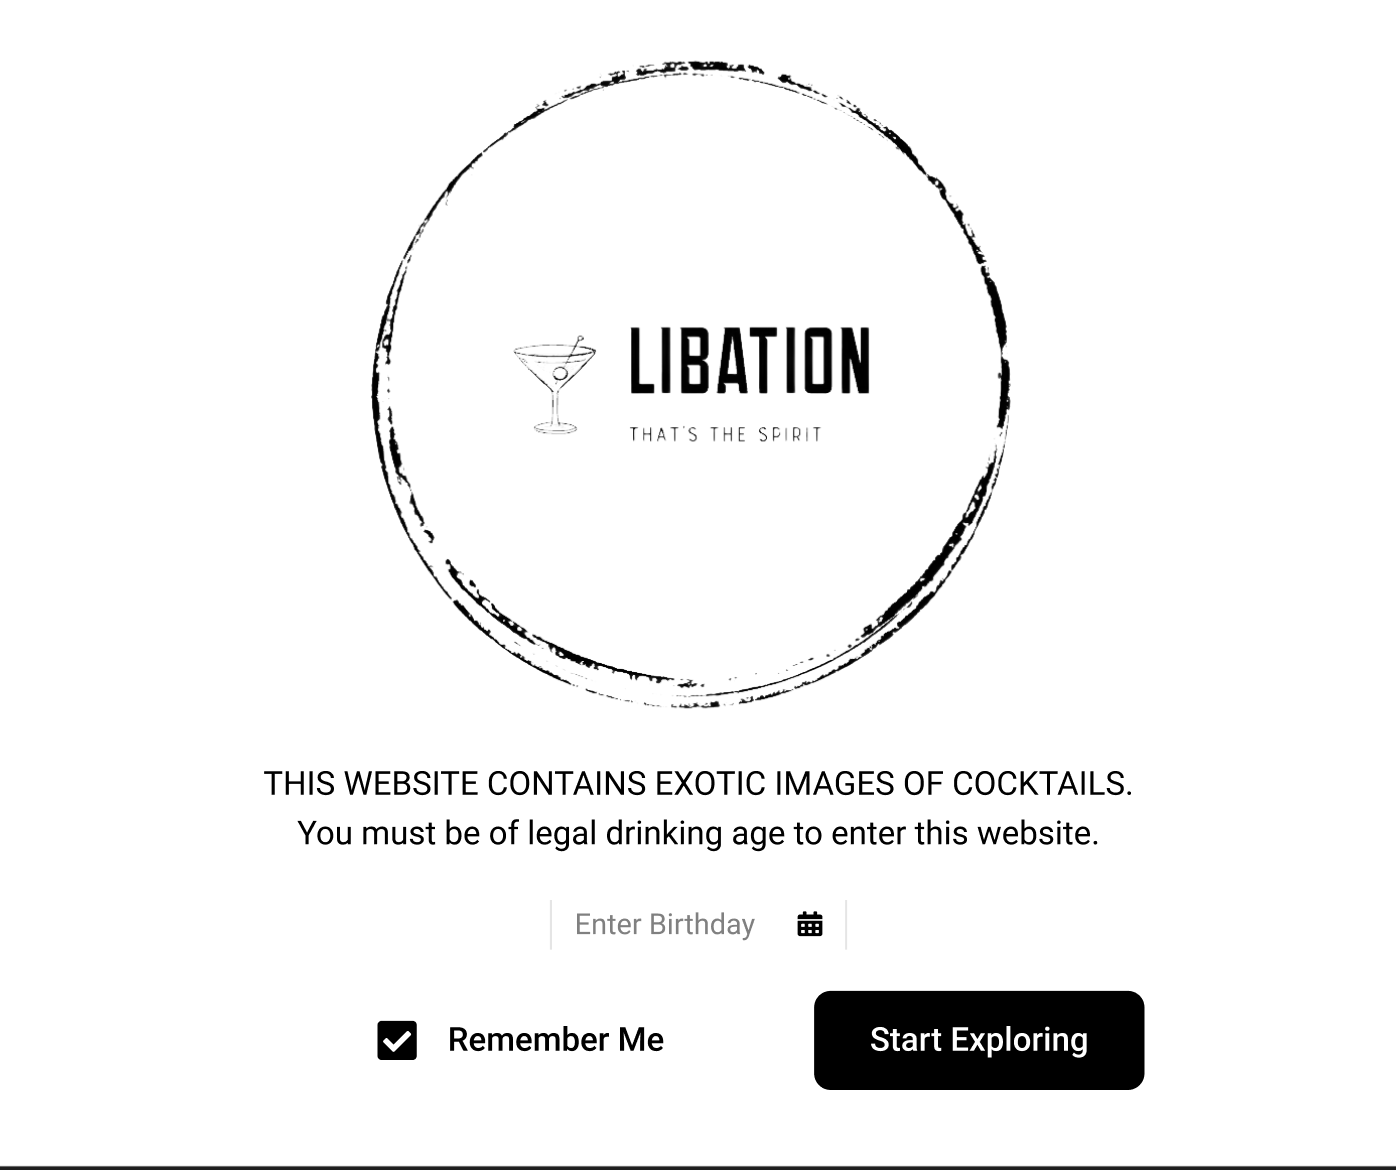 LIBATION
THAT'S THE SPIRIT
THIS WEBSITE CONTAINS EXOTIC IMAGES OF COCKTAILS.
You must be of legal drinking age to enter this website.
Enter Birthday
Remember Me
Start Exploring